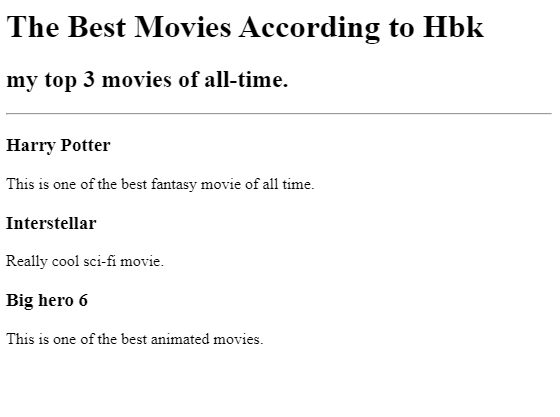 The Best Movies According to Hbk
my top 3 movies of all-time.
Harry Potter
This is one of the best fantasy movie of all time.
Interstellar
Really cool sci-fi movie.
Big hero 6
This is one of the best animated movies.